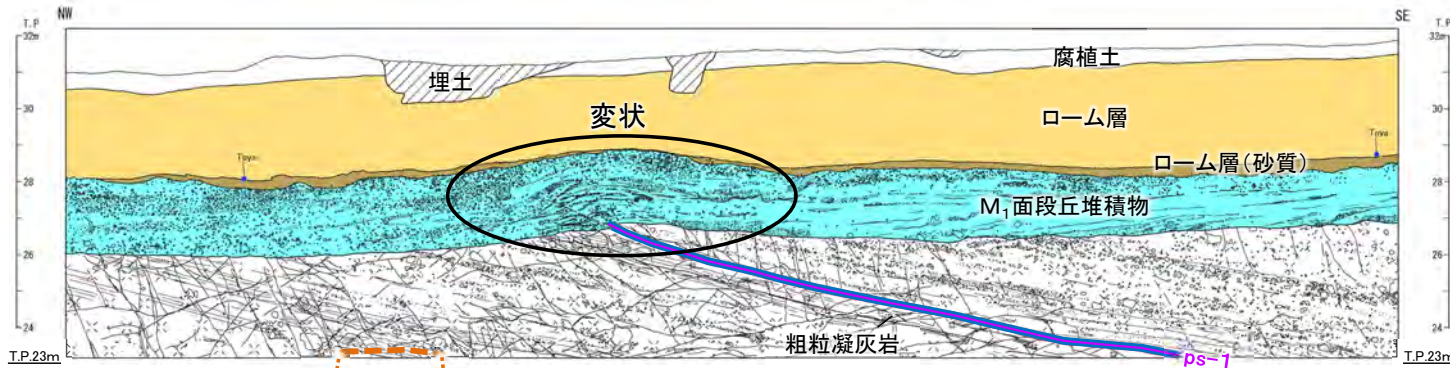 NW
SE
T.P
T.P
32m
32m
腐植土
埋土
変状
ローム層
30
30
Toya
Toya
ローム層(砂質)
28
28
M₁面段丘堆積物
26
26
24
24
粗粒凝灰岩
T.P.23m
ps-1
T.P.23m